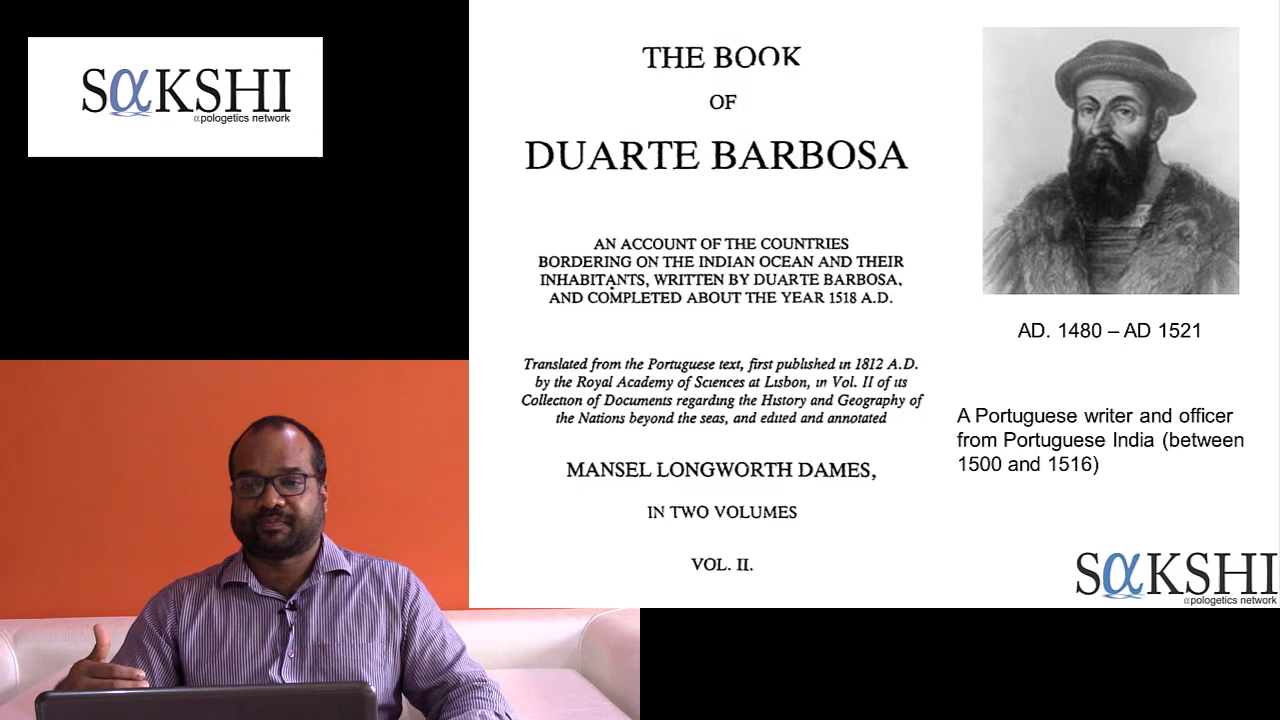 SαKSHI
αpologetics network
THE BOOK
OF
DUARTE BARBOSA
AN ACCOUNT OF THE COUNTRIES
BORDERING ON THE INDIAN OCEAN AND THEIR
INHABITANTS, WRITTEN BY DUARTE BARBOSA,
AND COMPLETED ABOUT THE YEAR 1518 A.D.
Translated from the Portuguese text, first published in 1812 A.D.
by the Royal Academy of Sciences at Lisbon, in Vol. II of its
Collection of Documents regarding the History and Geography of
the Nations beyond the seas, and edited and annotated
MANSEL LONGWORTH DAMES,
IN TWO VOLUMES
VOL. II.
AD. 1480 – AD 1521
A Portuguese writer and officer
from Portuguese India (between
1500 and 1516)
SαKSHI
αpologetics network